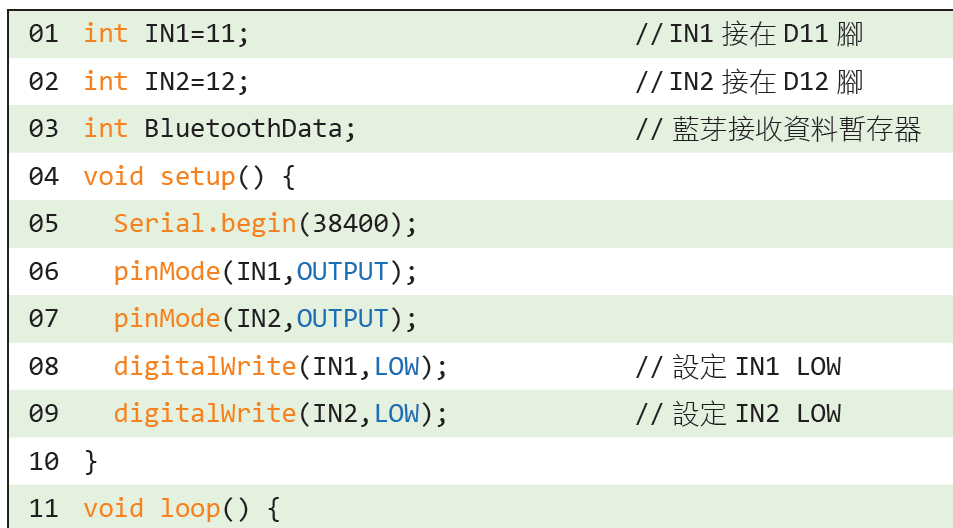 01 int IN1=11; // IN1 接在 D11 腳
02 int IN2=12; // IN2 接在 D12 腳
03 int BluetoothData; // 藍芽接收資料暫存器
04 void setup() {
05 Serial.begin(38400);
06 pinMode(IN1,OUTPUT);
07 pinMode(IN2,OUTPUT);
08 digitalWrite(IN1,LOW); // 設定 IN1 LOW
09 digitalWrite(IN2,LOW); // 設定 IN2 LOW
10 }
11 void loop() {